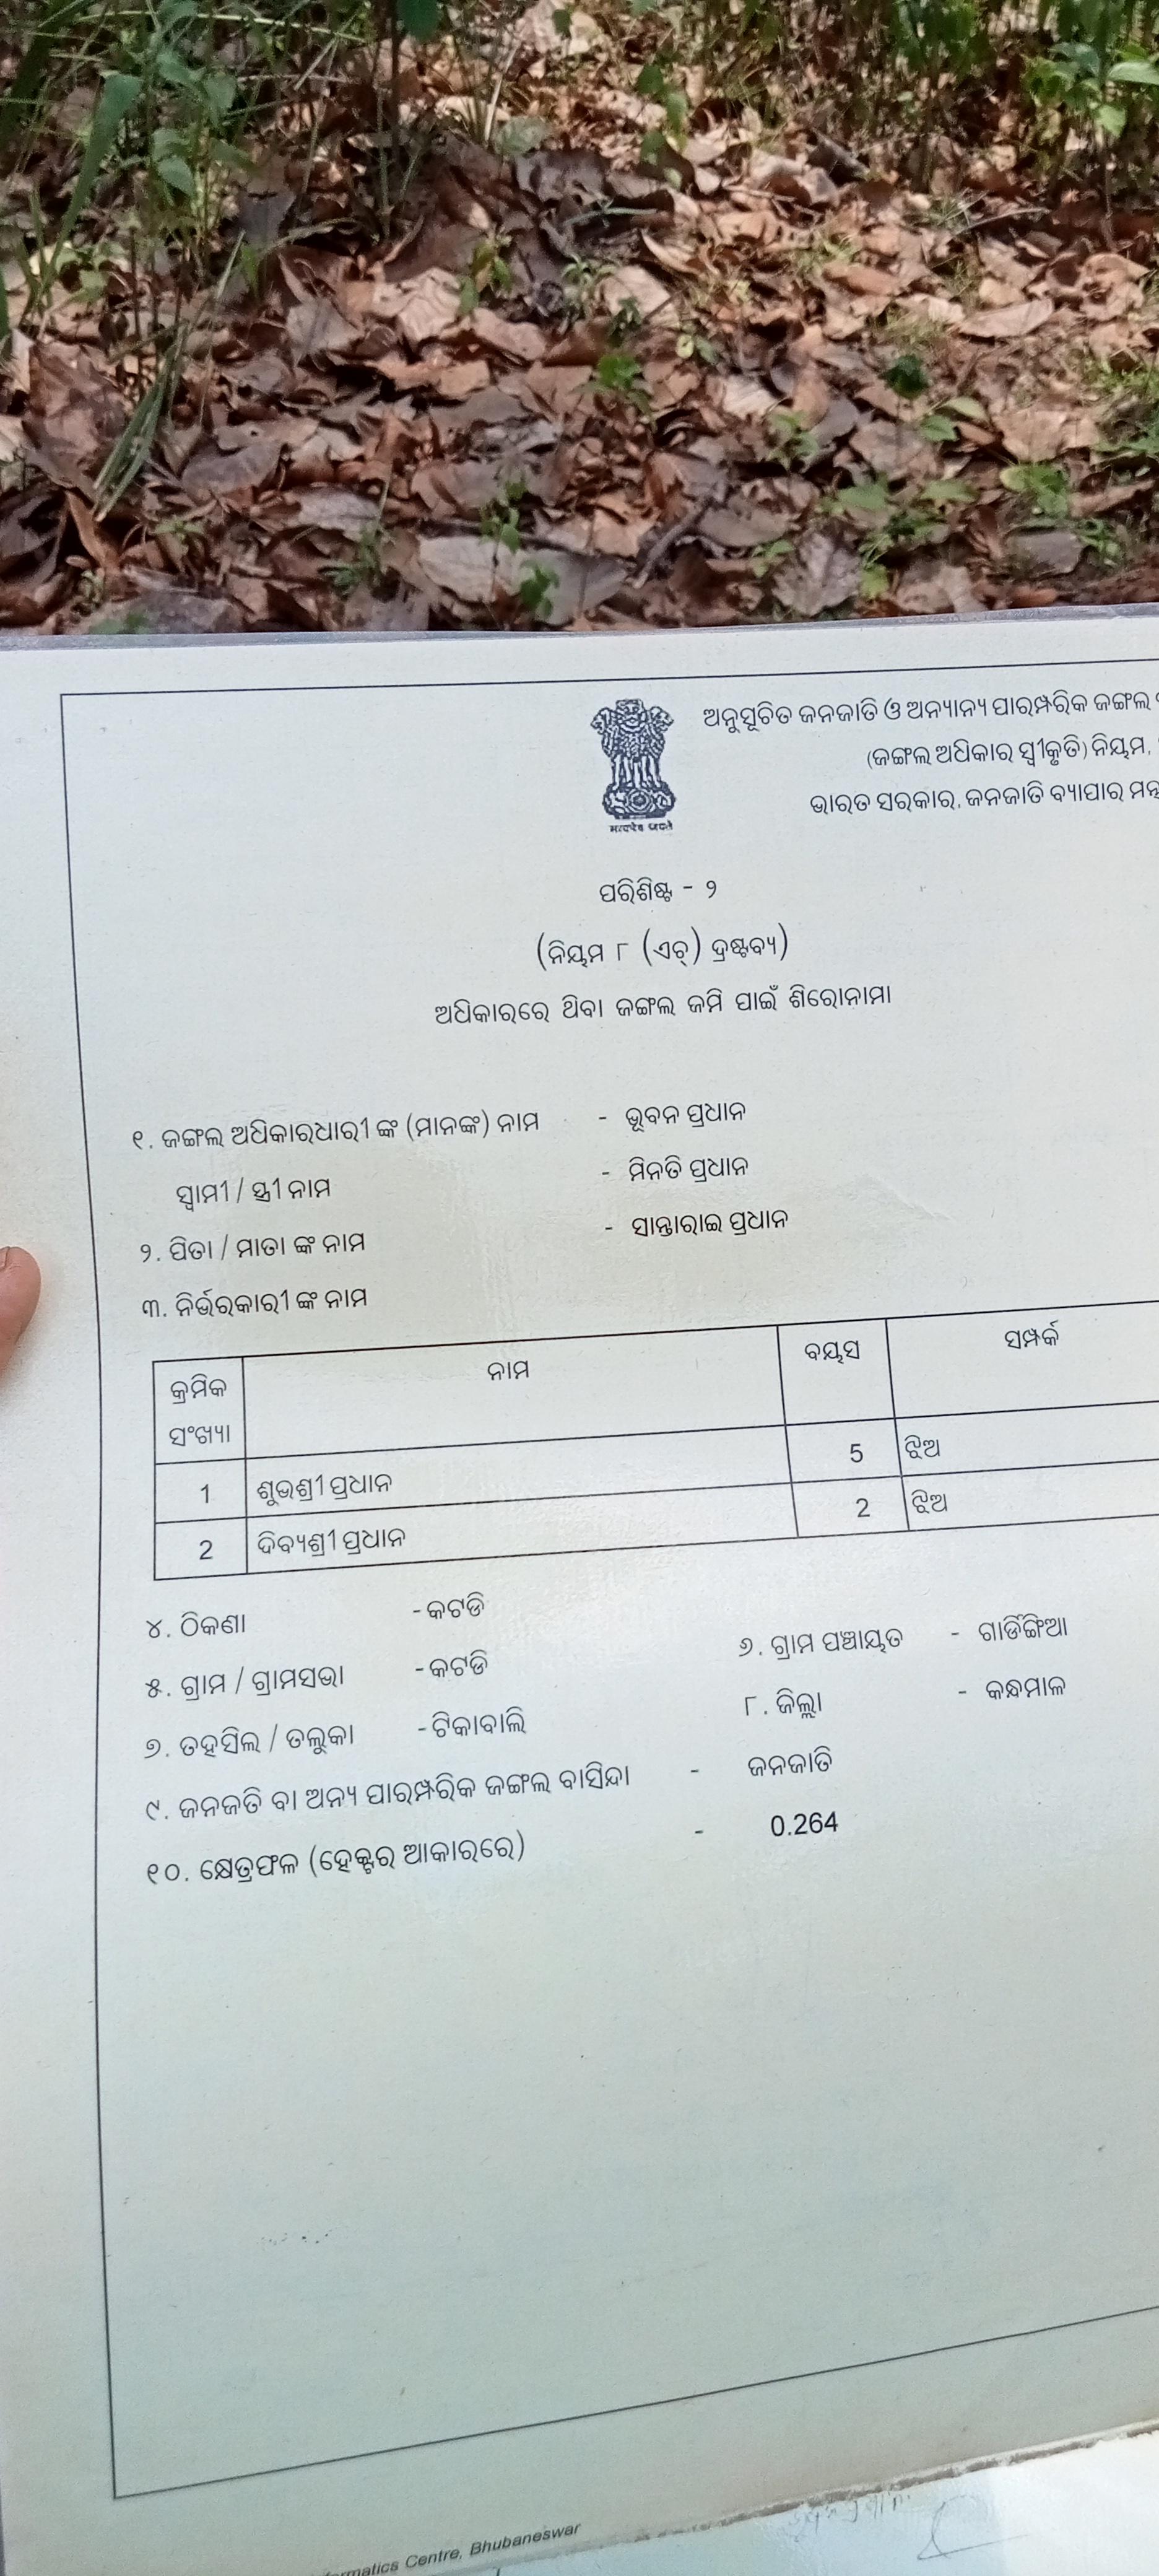 ଅନୁସୂଚିତ ଜନଜାତି ଓ ଅନ୍ୟାନ୍ୟ ପାରମ୍ପରିକ ଜଙ୍ଗଲ
(ଜଙ୍ଗଲ ଅଧିକାର ସ୍ୱୀକୃତି) ନିୟମ,
ଭାରତ ସରକାର, ଜନଜାତି ବ୍ୟାପାର
सत्यमेव जयते
ପରିଶିଷ୍ଟ - ୨
(ନିୟମ ୮ (ଏଚ୍) ଦ୍ରଷ୍ଟବ୍ୟ)
ଅଧିକାରରେ ଥିବା ଜଙ୍ଗଲ ଜମି ପାଇଁ ଶିରୋନାମା
୧. ଜଙ୍ଗଲ ଅଧିକାରଧାରୀ ଙ୍କ (ମାନଙ୍କ) ନାମ - ଭୂବନ ପ୍ରଧାନ
ସ୍ୱାମୀ / ସ୍ତ୍ରୀ ନାମ - ମିନତି ପ୍ରଧାନ
୨. ପିତା / ମାତା ଙ୍କ ନାମ - ସାନ୍ତାରାଇ ପ୍ରଧାନ
୩. ନିର୍ଭରକାରୀ ଙ୍କ ନାମ
କ୍ରମିକ ସଂଖ୍ୟା ନାମ ବୟସ ସମ୍ପର୍କ
1 ଶୁଭଶ୍ରୀ ପ୍ରଧାନ 5 ଝିଅ
2 ଦିବ୍ୟଶ୍ରୀ ପ୍ରଧାନ 2 ଝିଅ
୪. ଠିକଣା - କଟଡି
୫. ଗ୍ରାମ / ଗ୍ରାମସଭା - କଟଡି ୬. ଗ୍ରାମ ପଞ୍ଚାୟତ - ଗାର୍ଡିଙ୍ଗିଆ
୭. ତହସିଲ / ତଲୁକା - ଟିକାବାଲି ୮. ଜିଲ୍ଲା - କନ୍ଧମାଳ
୯. ଜନଜତି ବା ଅନ୍ୟ ପାରମ୍ପରିକ ଜଙ୍ଗଲ ବାସିନ୍ଦା - ଜନଜାତି
୧୦. କ୍ଷେତ୍ରଫଳ (ହେକ୍ଟର ଆକାରରେ) - 0.264
Centre, Bhubaneswar